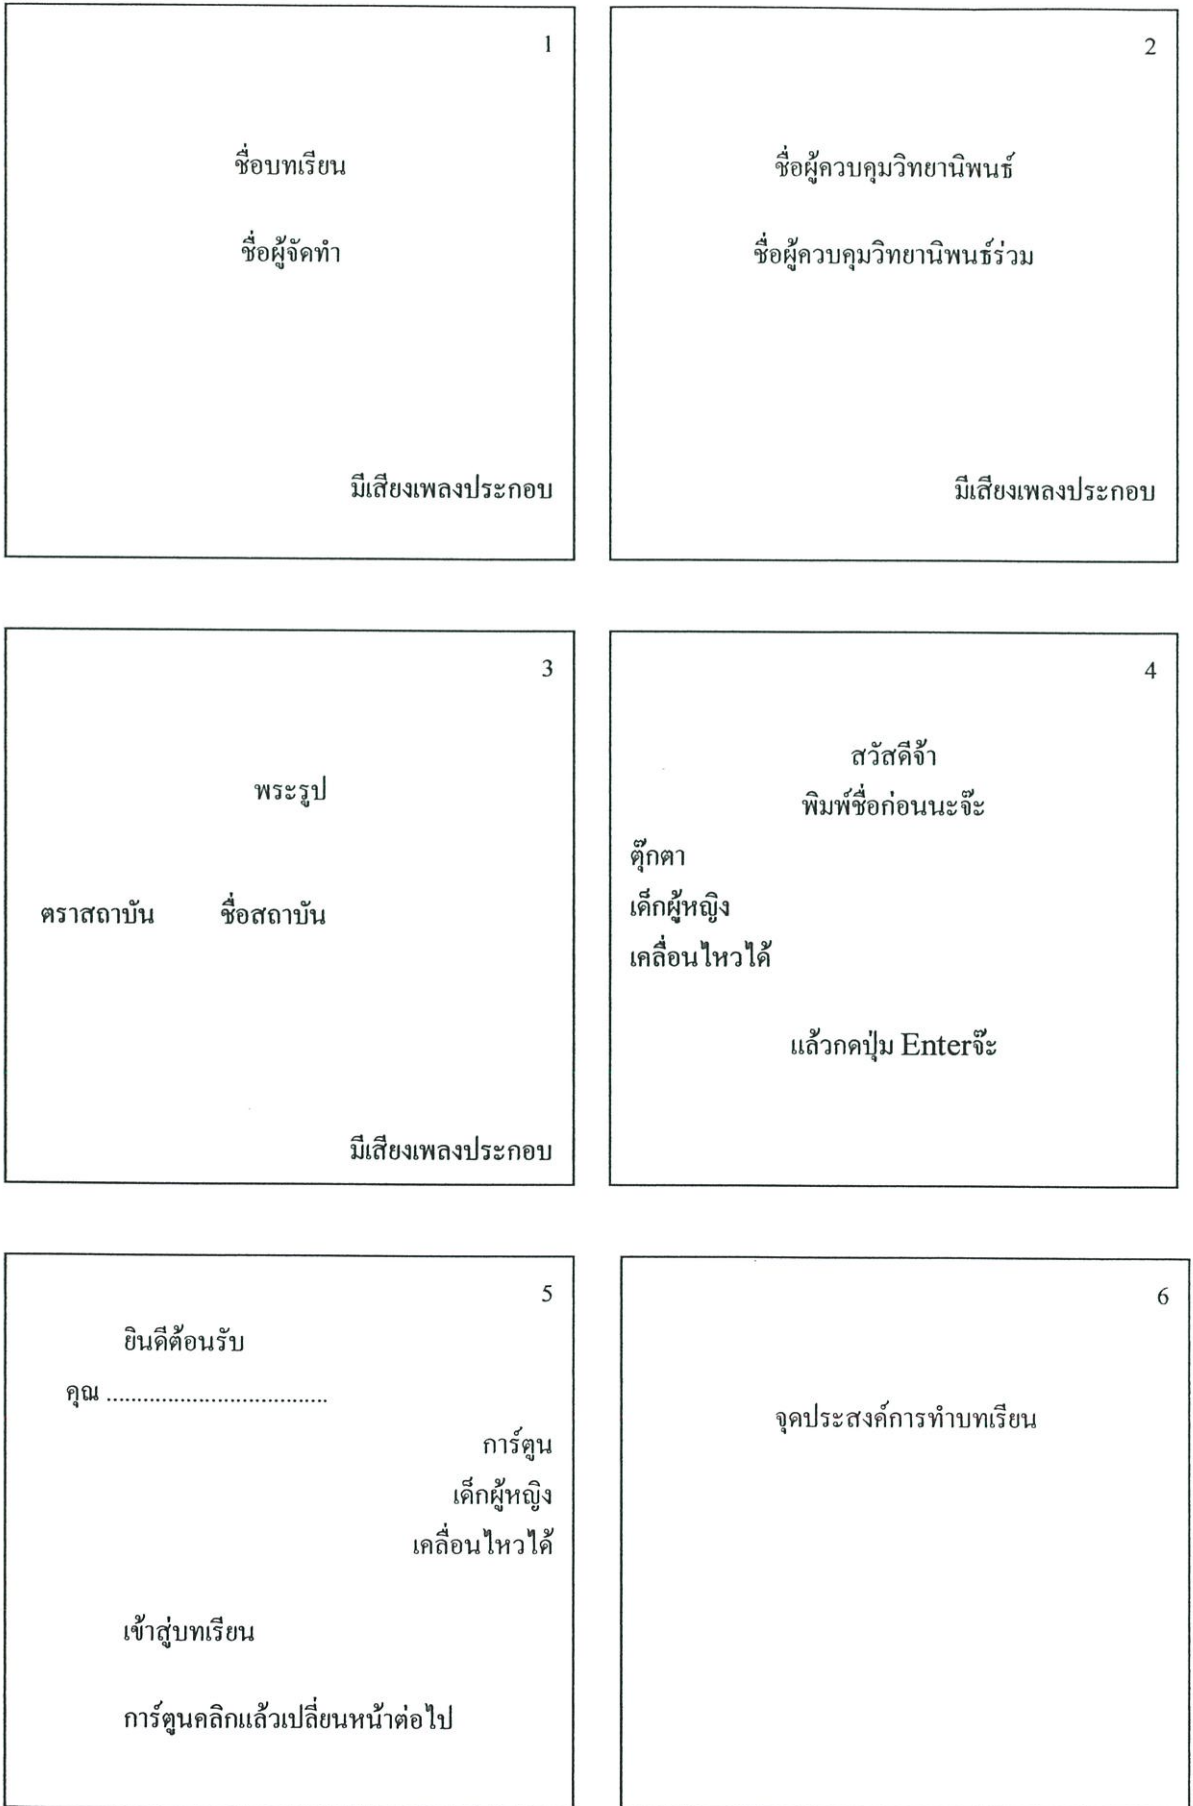 1
ชื่อบทเรียน
ชื่อผู้จัดทำ
มีเสียงเพลงประกอบ
2
ชื่อผู้ควบคุมวิทยานิพนธ์
ชื่อผู้ควบคุมวิทยานิพนธ์ร่วม
มีเสียงเพลงประกอบ
3
พระรูป
ตราสถาบัน ชื่อสถาบัน
มีเสียงเพลงประกอบ
4
สวัสดีจ้า
พิมพ์ชื่อก่อนนะจ๊ะ
ตุ๊กตา
เด็กผู้หญิง
เคลื่อนไหวได้
แล้วกดปุ่ม Enterจ๊ะ
5
ยินดีต้อนรับ
คุณ ....................................
การ์ตูน
เด็กผู้หญิง
เคลื่อนไหวได้
เข้าสู่บทเรียน
การ์ตูนคลิกแล้วเปลี่ยนหน้าต่อไป
6
จุดประสงค์การทำบทเรียน